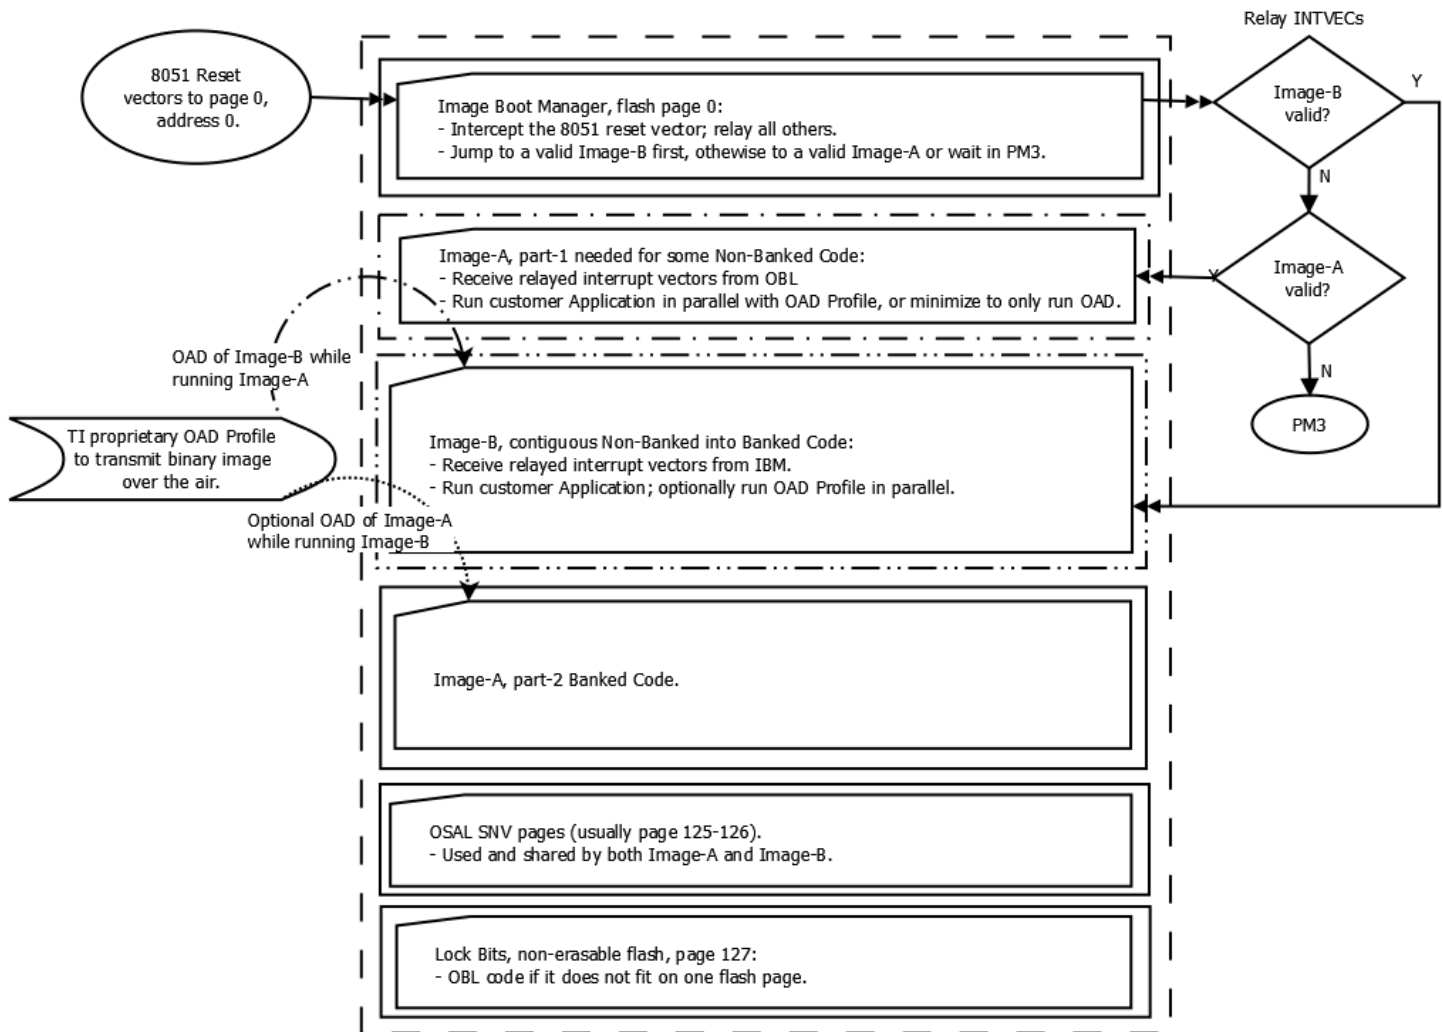 Relay INTVECs
8051 Reset
vectors to page 0,
address 0.
Image Boot Manager, flash page 0:
- Intercept the 8051 reset vector; relay all others.
- Jump to a valid Image-B first, othewise to a valid Image-A or wait in PM3.
Image-B
valid?
Y
N
Image-A, part-1 needed for some Non-Banked Code:
- Receive relayed interrupt vectors from OBL
- Run customer Application in parallel with OAD Profile, or minimize to only run OAD.
Y
Image-A
valid?
N
PM3
OAD of Image-B while
running Image-A
TI proprietary OAD Profile
to transmit binary image
over the air.
Image-B, contiguous Non-Banked into Banked Code:
- Receive relayed interrupt vectors from IBM.
- Run customer Application; optionally run OAD Profile in parallel.
Optional OAD of Image-A
while running Image-B
Image-A, part-2 Banked Code.
OSAL SNV pages (usually page 125-126).
- Used and shared by both Image-A and Image-B.
Lock Bits, non-erasable flash, page 127:
- OBL code if it does not fit on one flash page.